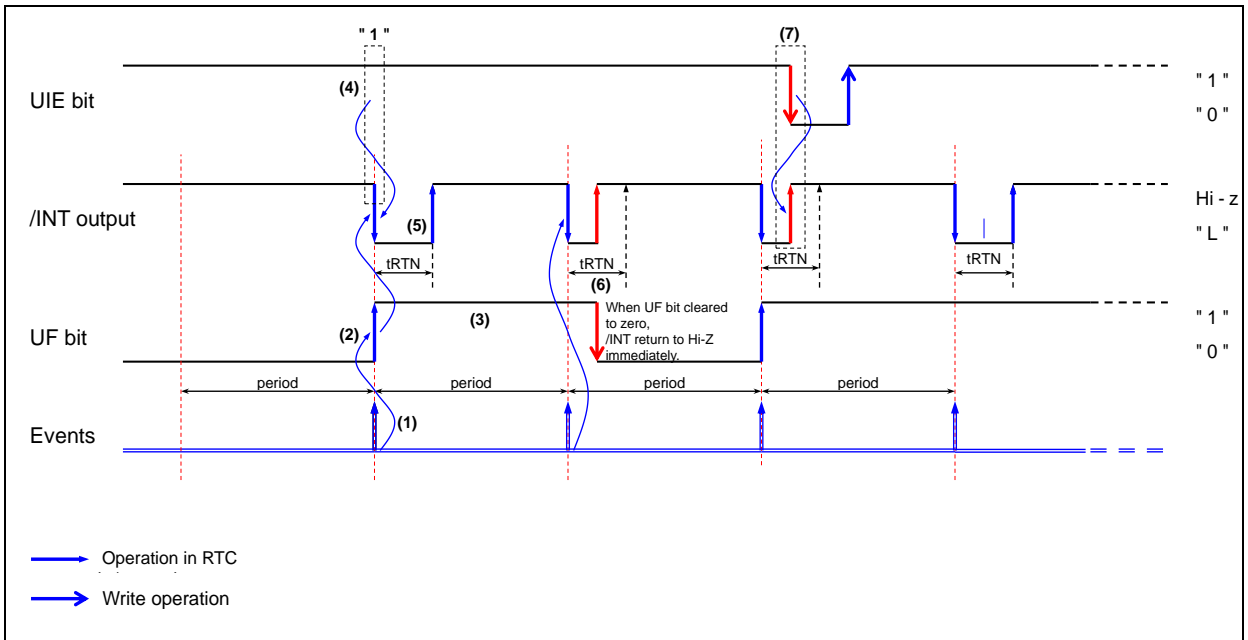 " 1 "
(7)
(4)
UIE bit
" 1 "
" 0 "
/INT output
Hi - z
" L "
(5)
tRTN
tRTN
tRTN
tRTN
(6)
When UF bit cleared
to zero,
/INT return to Hi-Z
immediately.
(2)
(3)
UF bit
" 1 "
" 0 "
period
period
period
period
(1)
Events
Operation in RTC
Write operation